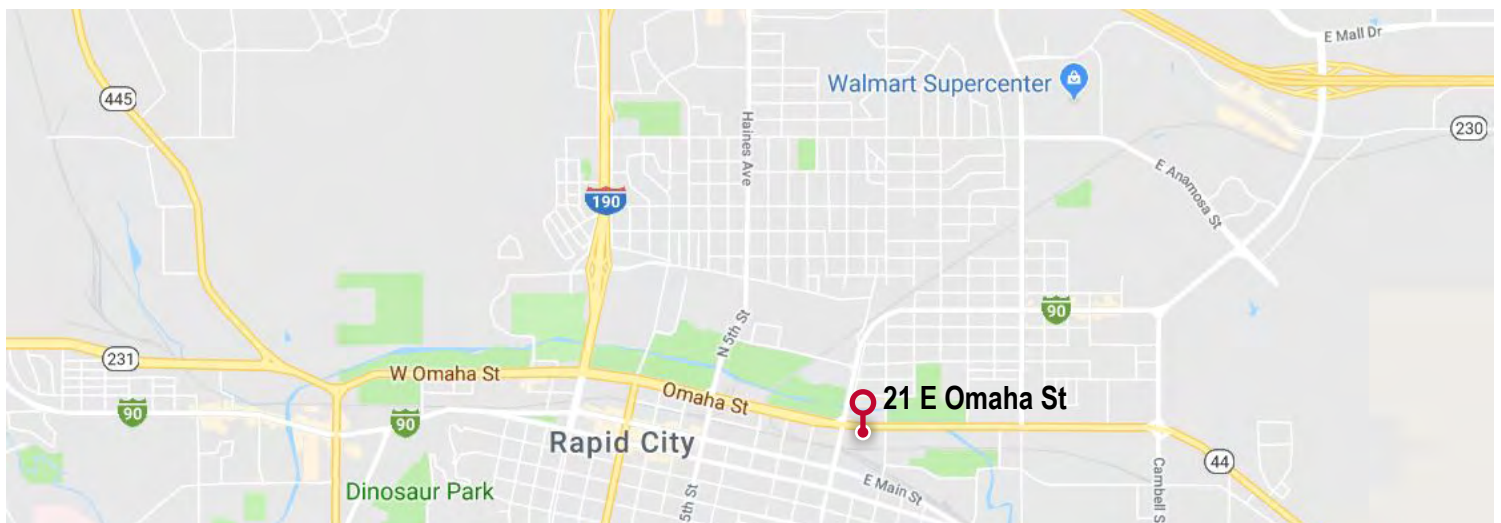 E Mall Dr
Walmart Supercenter
445
230
Haines Ave
E Anamosa St
190
90
N 5th St
231
W Omaha St
Omaha St
21 E Omaha St
90
90
Rapid City
44
Cambell S
E Main St
Dinosaur Park
5th St